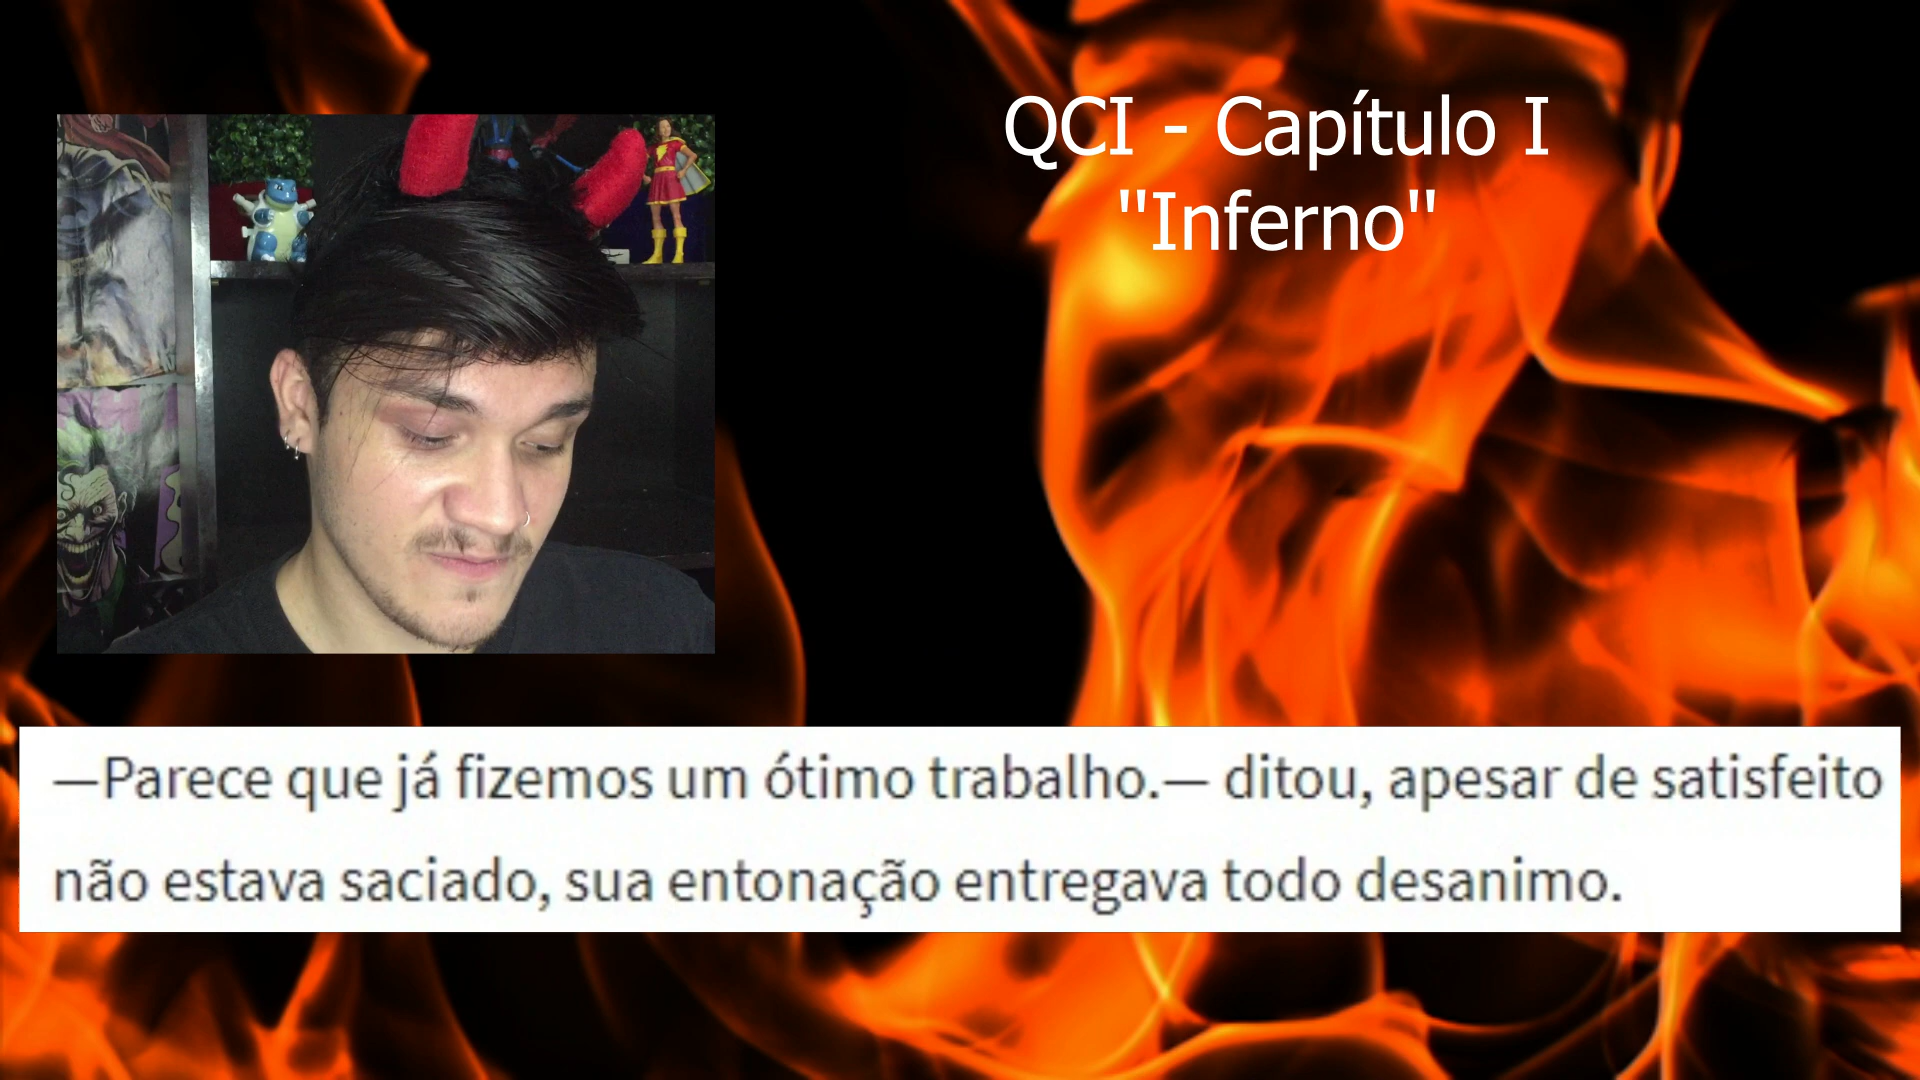 QCI - Capítulo I
"Inferno"
—Parece que já fizemos um ótimo trabalho.— ditou, apesar de satisfeito
não estava saciado, sua entonação entregava todo desanimo.